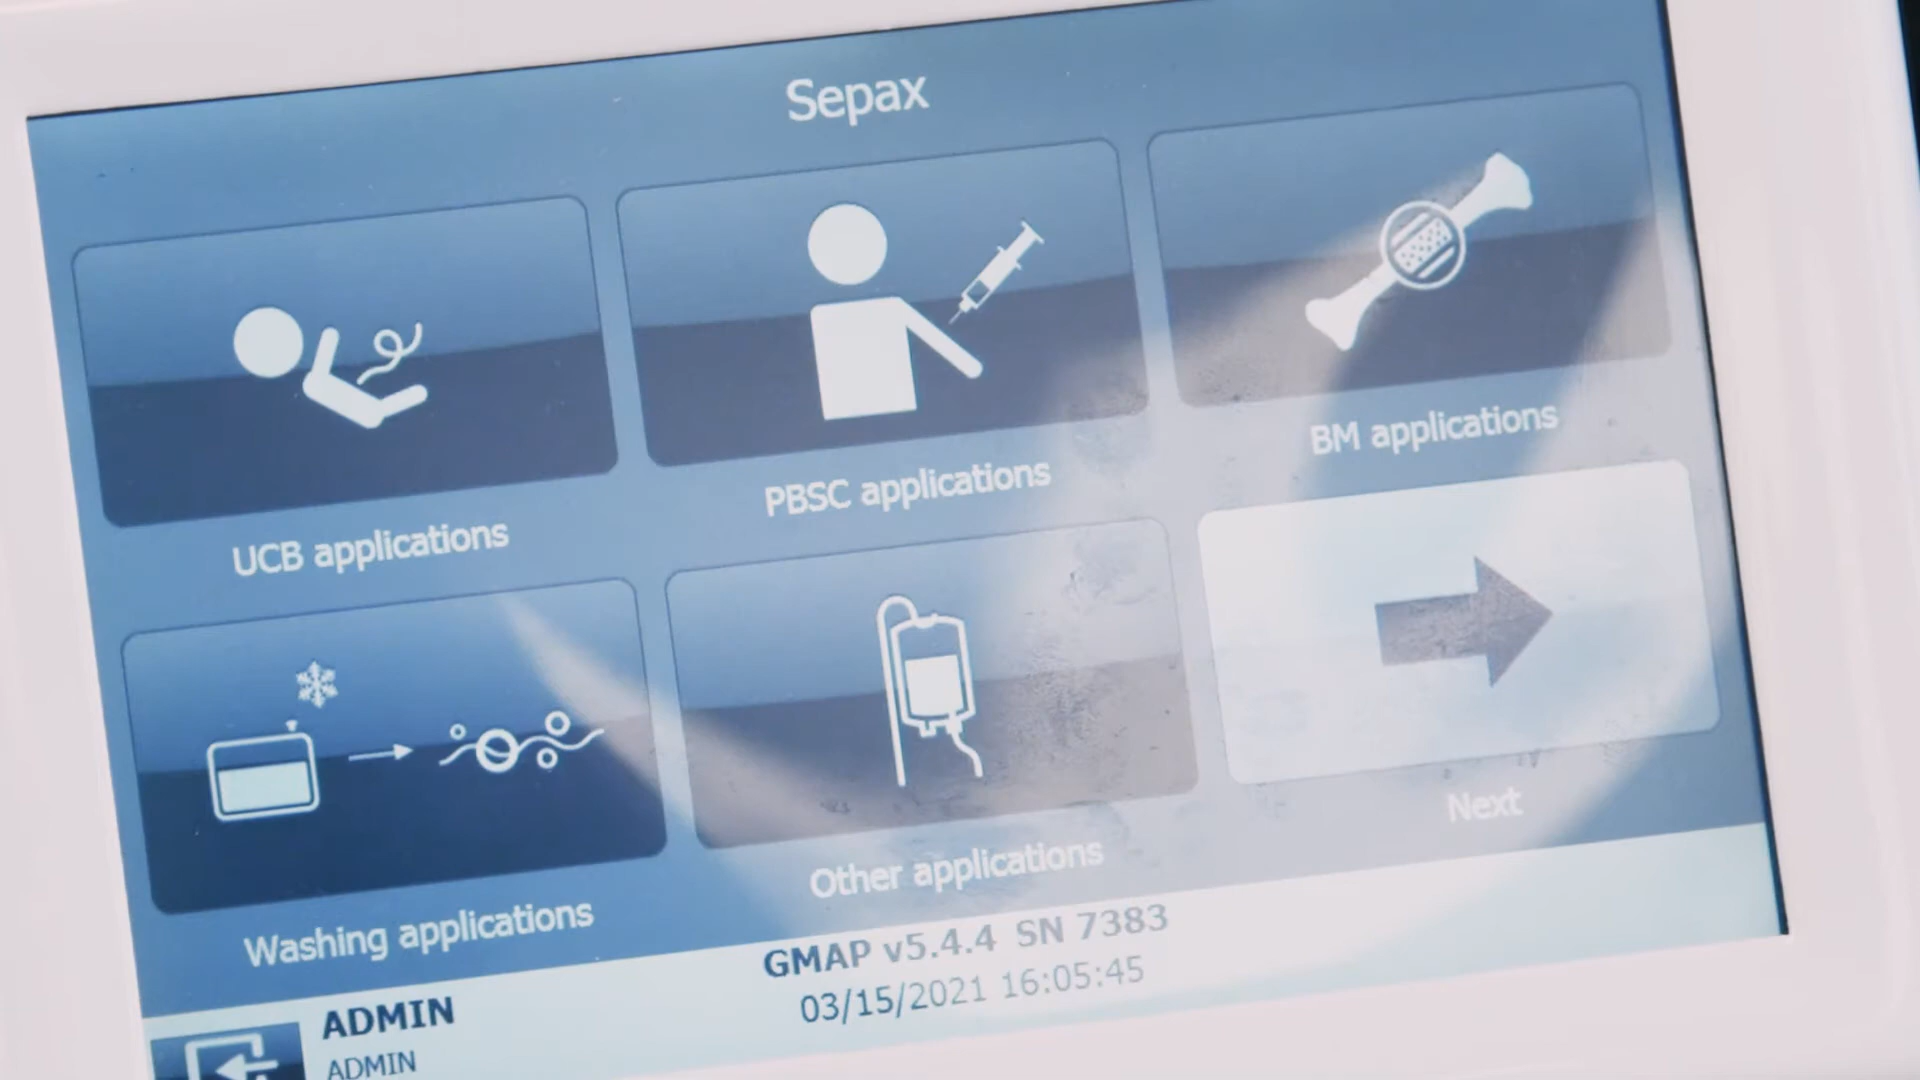 Sepax
UCB applications
PBSC applications
BM applications
Washing applications
Other applications
Next
GMAP v5.4.4 SN 7383
03/15/2021 16:05:45
ADMIN
ADMIN